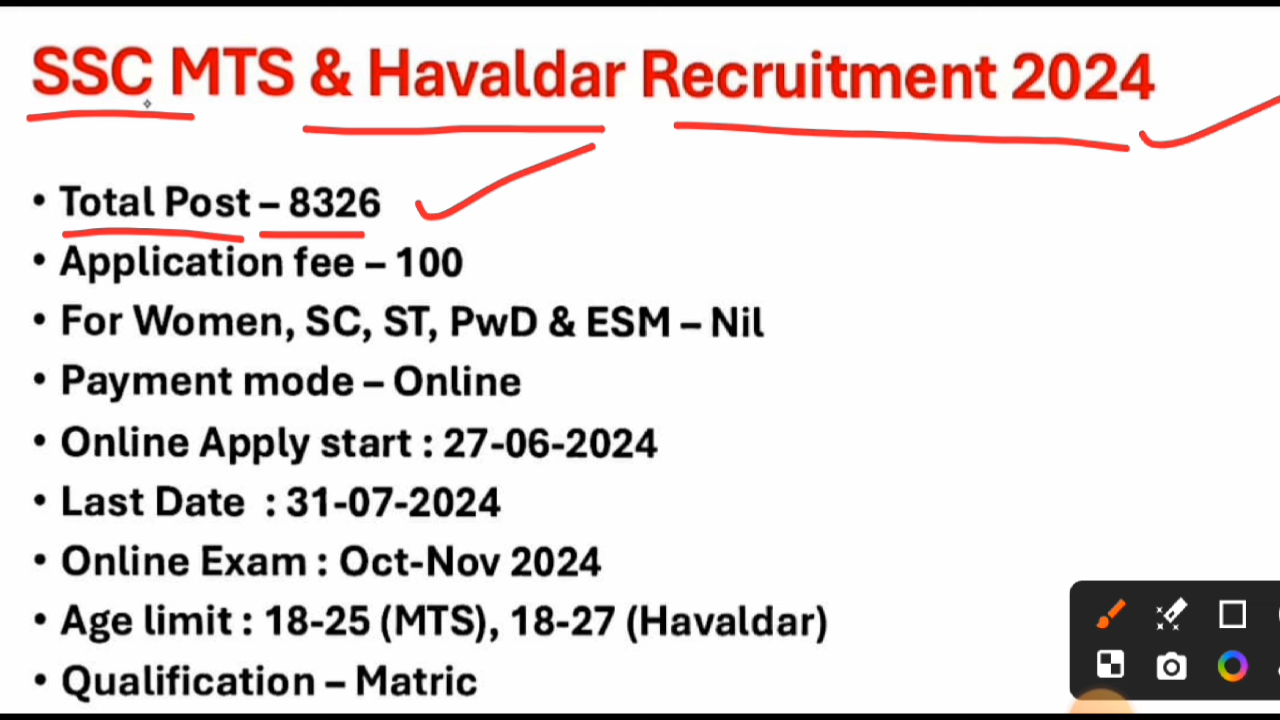 SSC MTS & Havaldar Recruitment 2024
• Total Post – 8326
• Application fee – 100
• For Women, SC, ST, PwD & ESM – Nil
• Payment mode – Online
• Online Apply start : 27-06-2024
• Last Date : 31-07-2024
• Online Exam : Oct-Nov 2024
• Age limit : 18-25 (MTS), 18-27 (Havaldar)
• Qualification – Matric